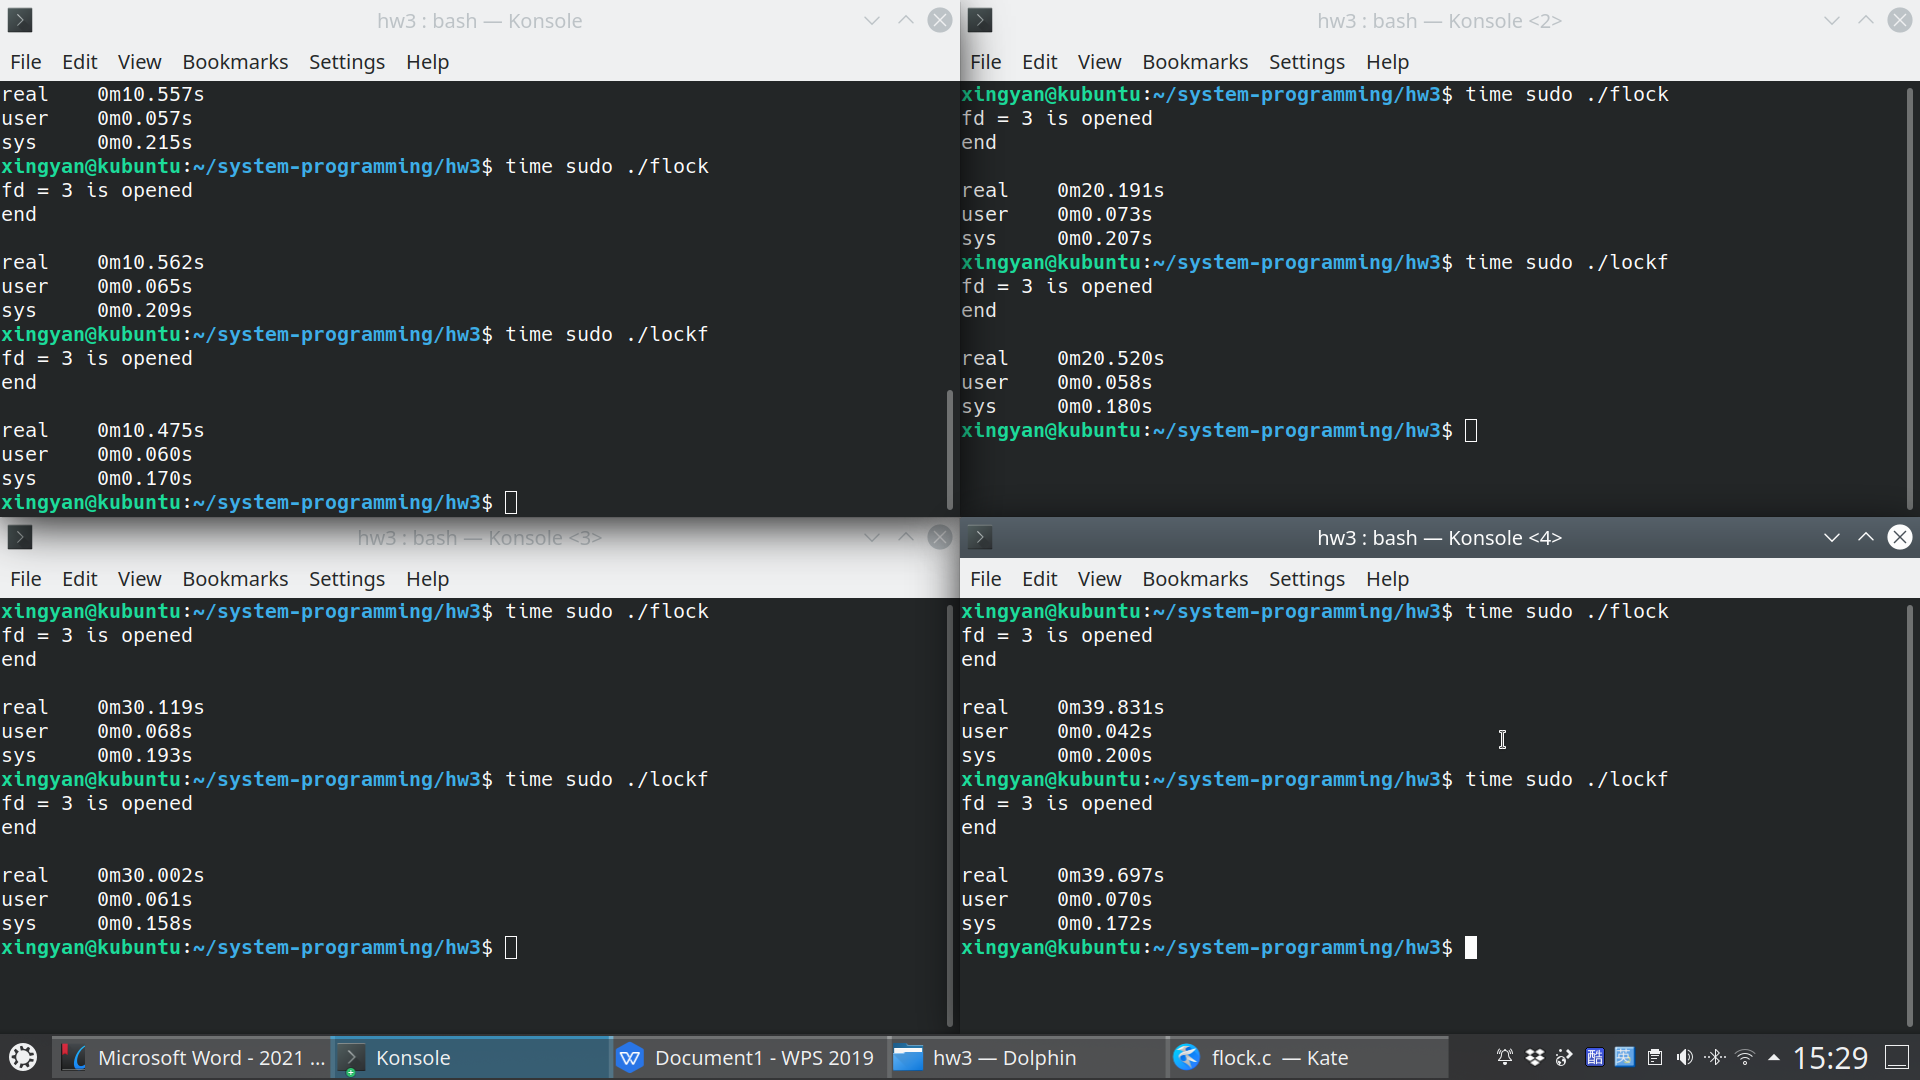 hw3 : bash — Konsole
File Edit View Bookmarks Settings Help
real    0m10.557s
user    0m0.057s
sys     0m0.215s
xingyan@kubuntu:~/system-programming/hw3$ time sudo ./flock
fd = 3 is opened
end
real    0m10.562s
user    0m0.065s
sys     0m0.209s
xingyan@kubuntu:~/system-programming/hw3$ time sudo ./lockf
fd = 3 is opened
end
real    0m10.475s
user    0m0.060s
sys     0m0.170s
xingyan@kubuntu:~/system-programming/hw3$
hw3 : bash — Konsole <2>
File Edit View Bookmarks Settings Help
xingyan@kubuntu:~/system-programming/hw3$ time sudo ./flock
fd = 3 is opened
end
real    0m20.191s
user    0m0.073s
sys     0m0.207s
xingyan@kubuntu:~/system-programming/hw3$ time sudo ./lockf
fd = 3 is opened
end
real    0m20.520s
user    0m0.058s
sys     0m0.180s
xingyan@kubuntu:~/system-programming/hw3$
hw3 : bash — Konsole <3>
File Edit View Bookmarks Settings Help
xingyan@kubuntu:~/system-programming/hw3$ time sudo ./flock
fd = 3 is opened
end
real    0m30.119s
user    0m0.068s
sys     0m0.193s
xingyan@kubuntu:~/system-programming/hw3$ time sudo ./lockf
fd = 3 is opened
end
real    0m30.002s
user    0m0.061s
sys     0m0.158s
xingyan@kubuntu:~/system-programming/hw3$
hw3 : bash — Konsole <4>
File Edit View Bookmarks Settings Help
xingyan@kubuntu:~/system-programming/hw3$ time sudo ./flock
fd = 3 is opened
end
real    0m39.831s
user    0m0.042s
sys     0m0.200s
xingyan@kubuntu:~/system-programming/hw3$ time sudo ./lockf
fd = 3 is opened
end
real    0m39.697s
user    0m0.070s
sys     0m0.172s
xingyan@kubuntu:~/system-programming/hw3$
Microsoft Word - 2021 ... Konsole Document1 - WPS 2019 hw3 — Dolphin flock.c — Kate 酷 英 15:29